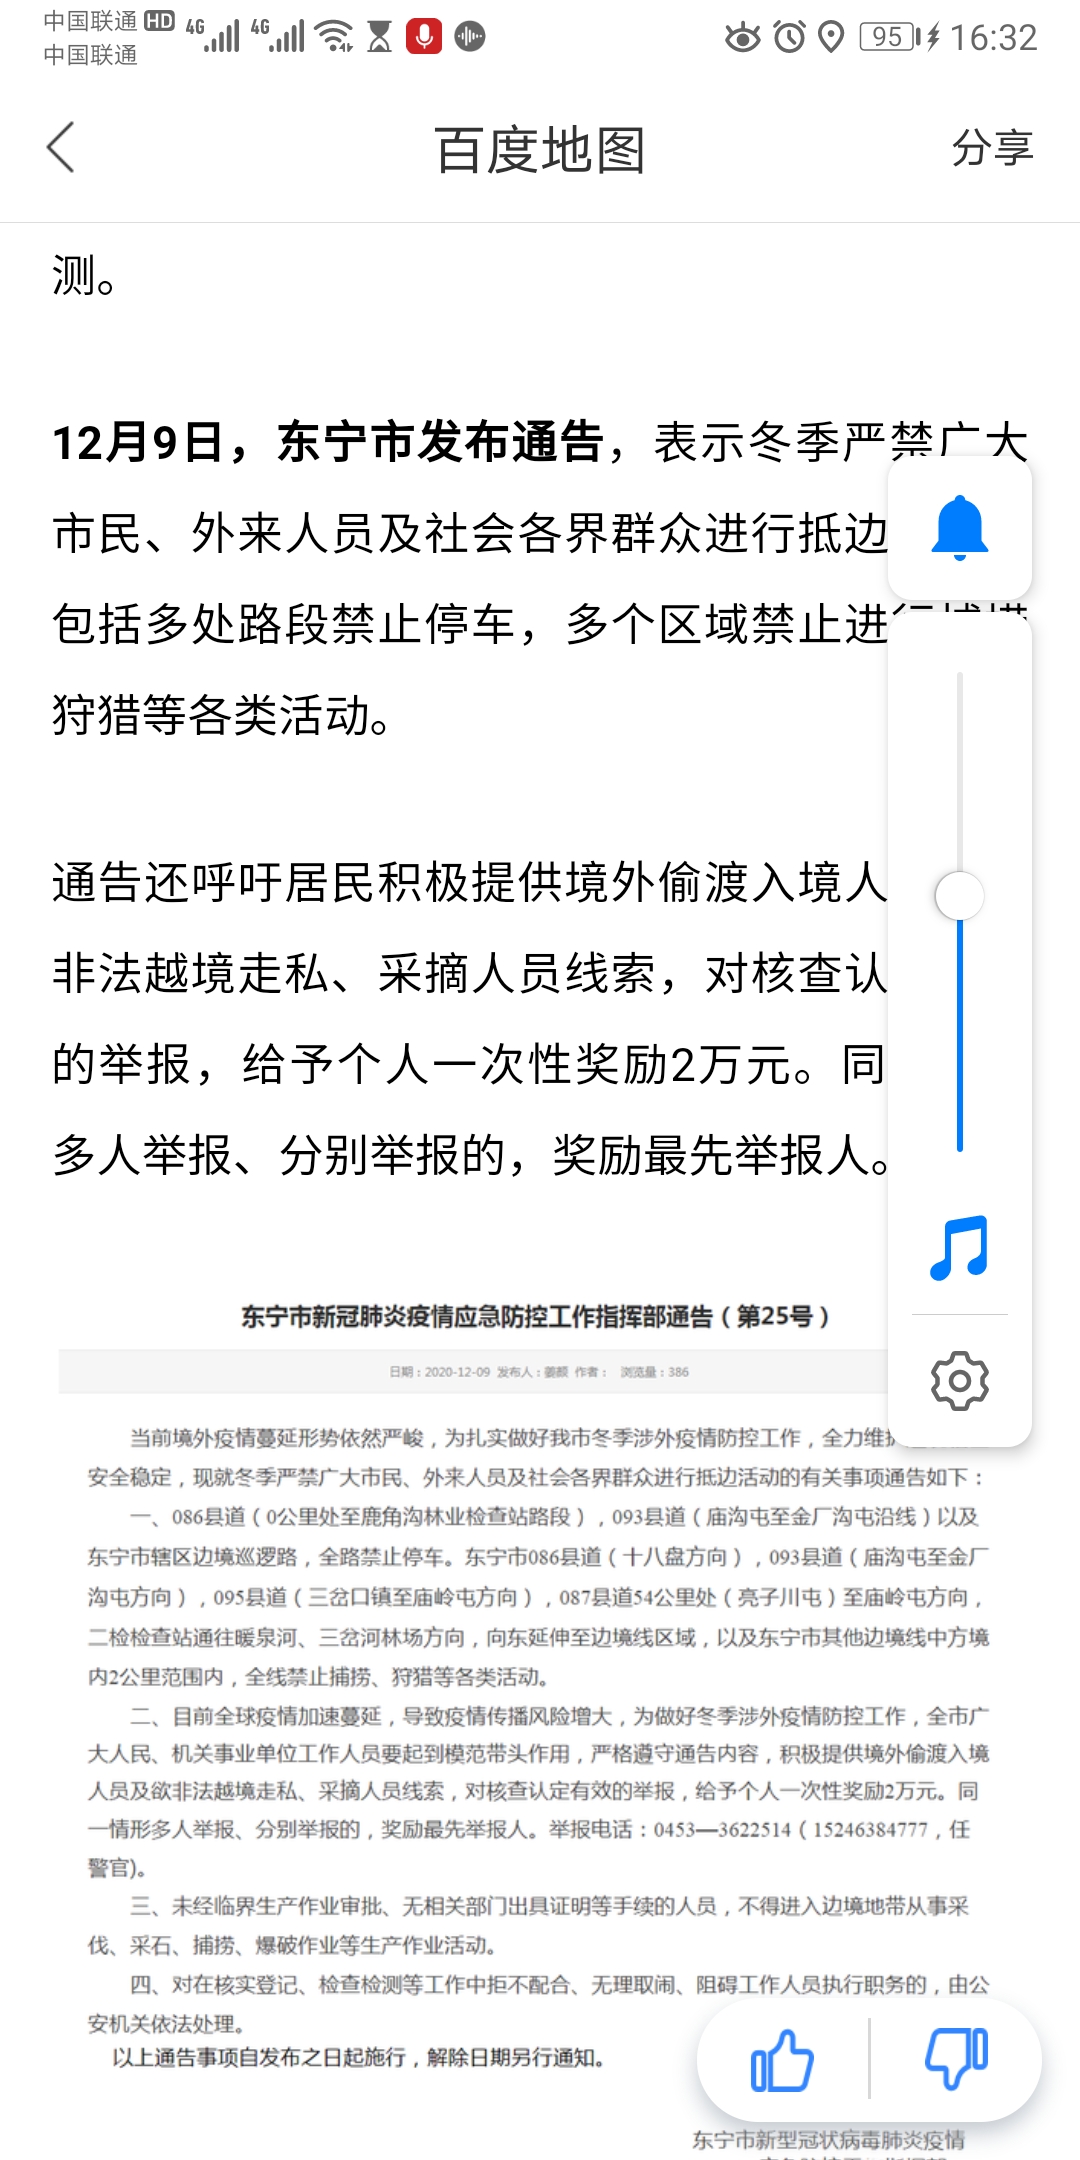 中国联通 HD 4G 4G 95 16:32
中国联通
百度地图
分享
测。
12月9日，东宁市发布通告，表示冬季严禁广大
市民、外来人员及社会各界群众进行抵边
包括多处路段禁止停车，多个区域禁止进
狩猎等各类活动。
通告还呼吁居民积极提供境外偷渡入境人
非法越境走私、采摘人员线索，对核查认
的举报，给予个人一次性奖励2万元。同
多人举报、分别举报的，奖励最先举报人。
东宁市新冠肺炎疫情应急防控工作指挥部通告（第25号）
日期：2020-12-09 发布人：姜颜 作者： 浏览量：386
当前境外疫情蔓延形势依然严峻，为扎实做好我市冬季涉外疫情防控工作，全力维
安全稳定，现就冬季严禁广大市民、外来人员及社会各界群众进行抵边活动的有关事项通告如下：
一、086县道（0公里处至鹿角沟林业检查站路段），093县道（庙沟屯至金厂沟屯沿线）以及
东宁市辖区边境巡逻路，全路禁止停车。东宁市086县道（十八盘方向），093县道（庙沟屯至金厂
沟屯方向），095县道（三岔口镇至庙岭屯方向），087县道54公里处（亮子川屯）至庙岭屯方向，
二检检查站通往暖泉河、三岔河林场方向，向东延伸至边境线区域，以及东宁市其他边境线中方境
内2公里范围内，全线禁止捕捞、狩猎等各类活动。
二、目前全球疫情加速蔓延，导致疫情传播风险增大，为做好冬季涉外疫情防控工作，全市广
大人民、机关事业单位工作人员要起到模范带头作用，严格遵守通告内容，积极提供境外偷渡入境
人员及欲非法越境走私、采摘人员线索，对核查认定有效的举报，给予个人一次性奖励2万元。同
一情形多人举报、分别举报的，奖励最先举报人。举报电话：0453—3622514（15246384777，任
警官)。
三、未经临界生产作业审批、无相关部门出具证明等手续的人员，不得进入边境地带从事采
伐、采石、捕捞、爆破作业等生产作业活动。
四、对在核实登记、检查检测等工作中拒不配合、无理取闹、阻碍工作人员执行职务的，由公
安机关依法处理。
以上通告事项自发布之日起施行，解除日期另行通知。
东宁市新型冠状病毒肺炎疫情